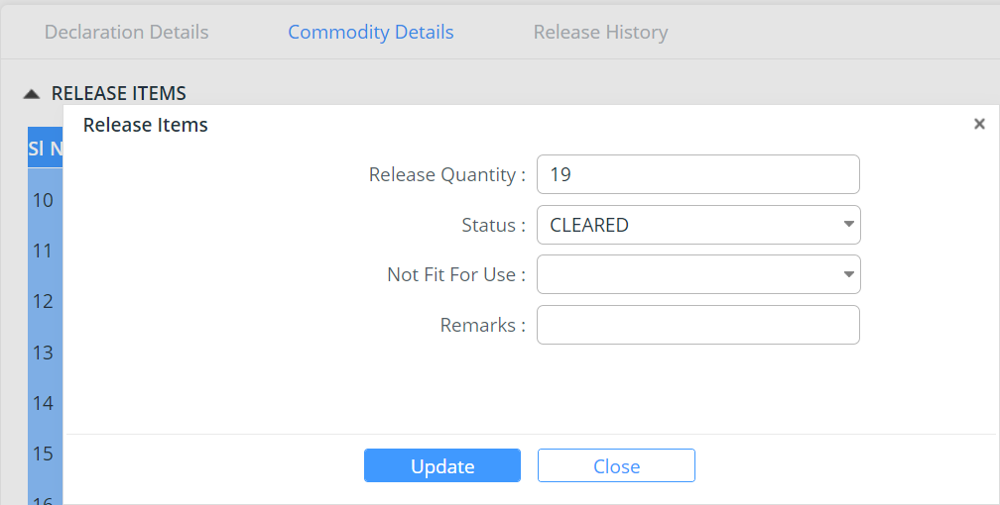 Declaration Details Commodity Details Release History
RELEASE ITEMS
Release Items
Sl N
Release Quantity : 19
10
Status : CLEARED
11
Not Fit For Use :
12
Remarks :
13
14
15
Update Close
16